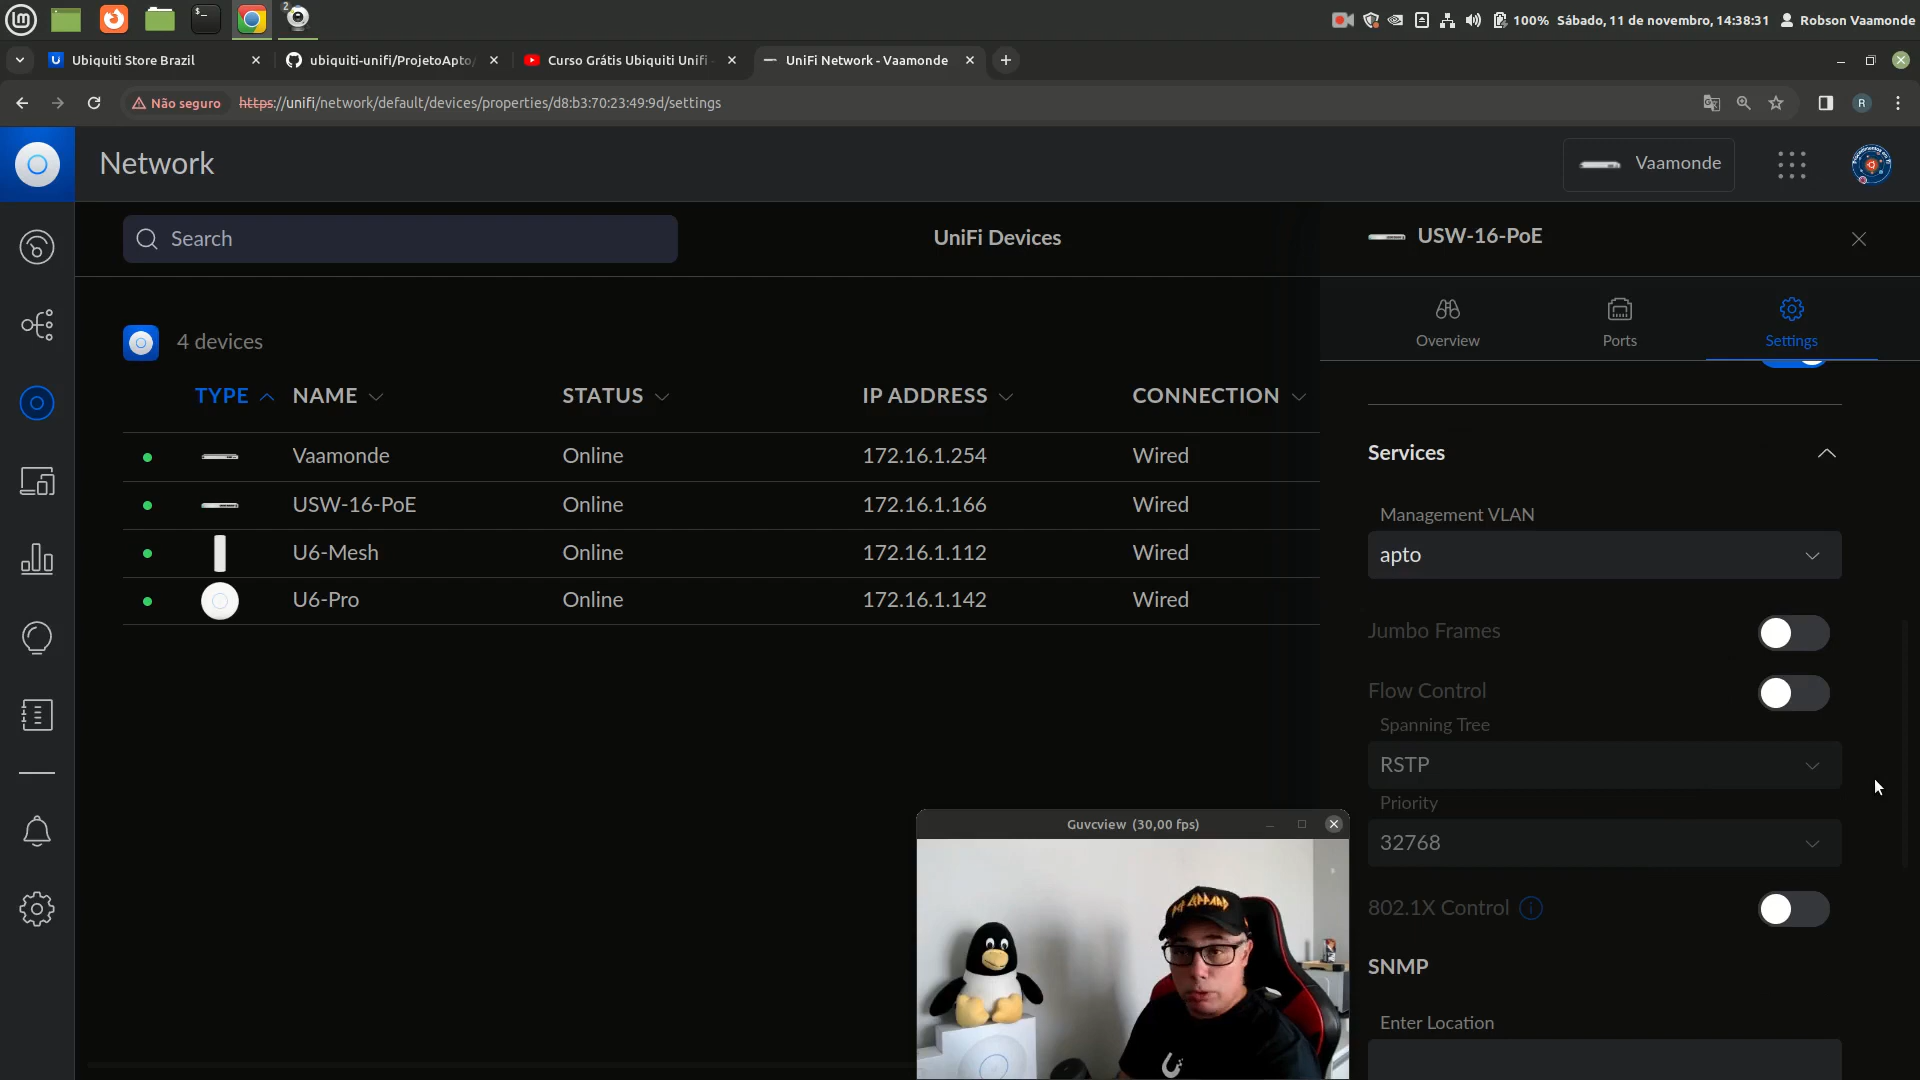 2
>_
100% Sábado, 11 de novembro, 14:38:31 Robson Vaamonde
Ubiquiti Store Brazil
ubiquiti-unifi/ProjetoApto/
Curso Grátis Ubiquiti Unifi
UniFi Network - Vaamonde
Não seguro
https://unifi/network/default/devices/properties/d8:b3:70:23:49:9d/settings
R
Network
Vaamonde
Search
UniFi Devices
USW-16-PoE
Overview
Ports
Settings
4 devices
TYPE NAME STATUS IP ADDRESS CONNECTION
Vaamonde Online 172.16.1.254 Wired
USW-16-PoE Online 172.16.1.166 Wired
U6-Mesh Online 172.16.1.112 Wired
U6-Pro Online 172.16.1.142 Wired
Services
Management VLAN
apto
Jumbo Frames
Flow Control
Spanning Tree
RSTP
Priority
32768
802.1X Control
SNMP
Enter Location
Guvcview (30,00 fps)
DEF LEPPARD